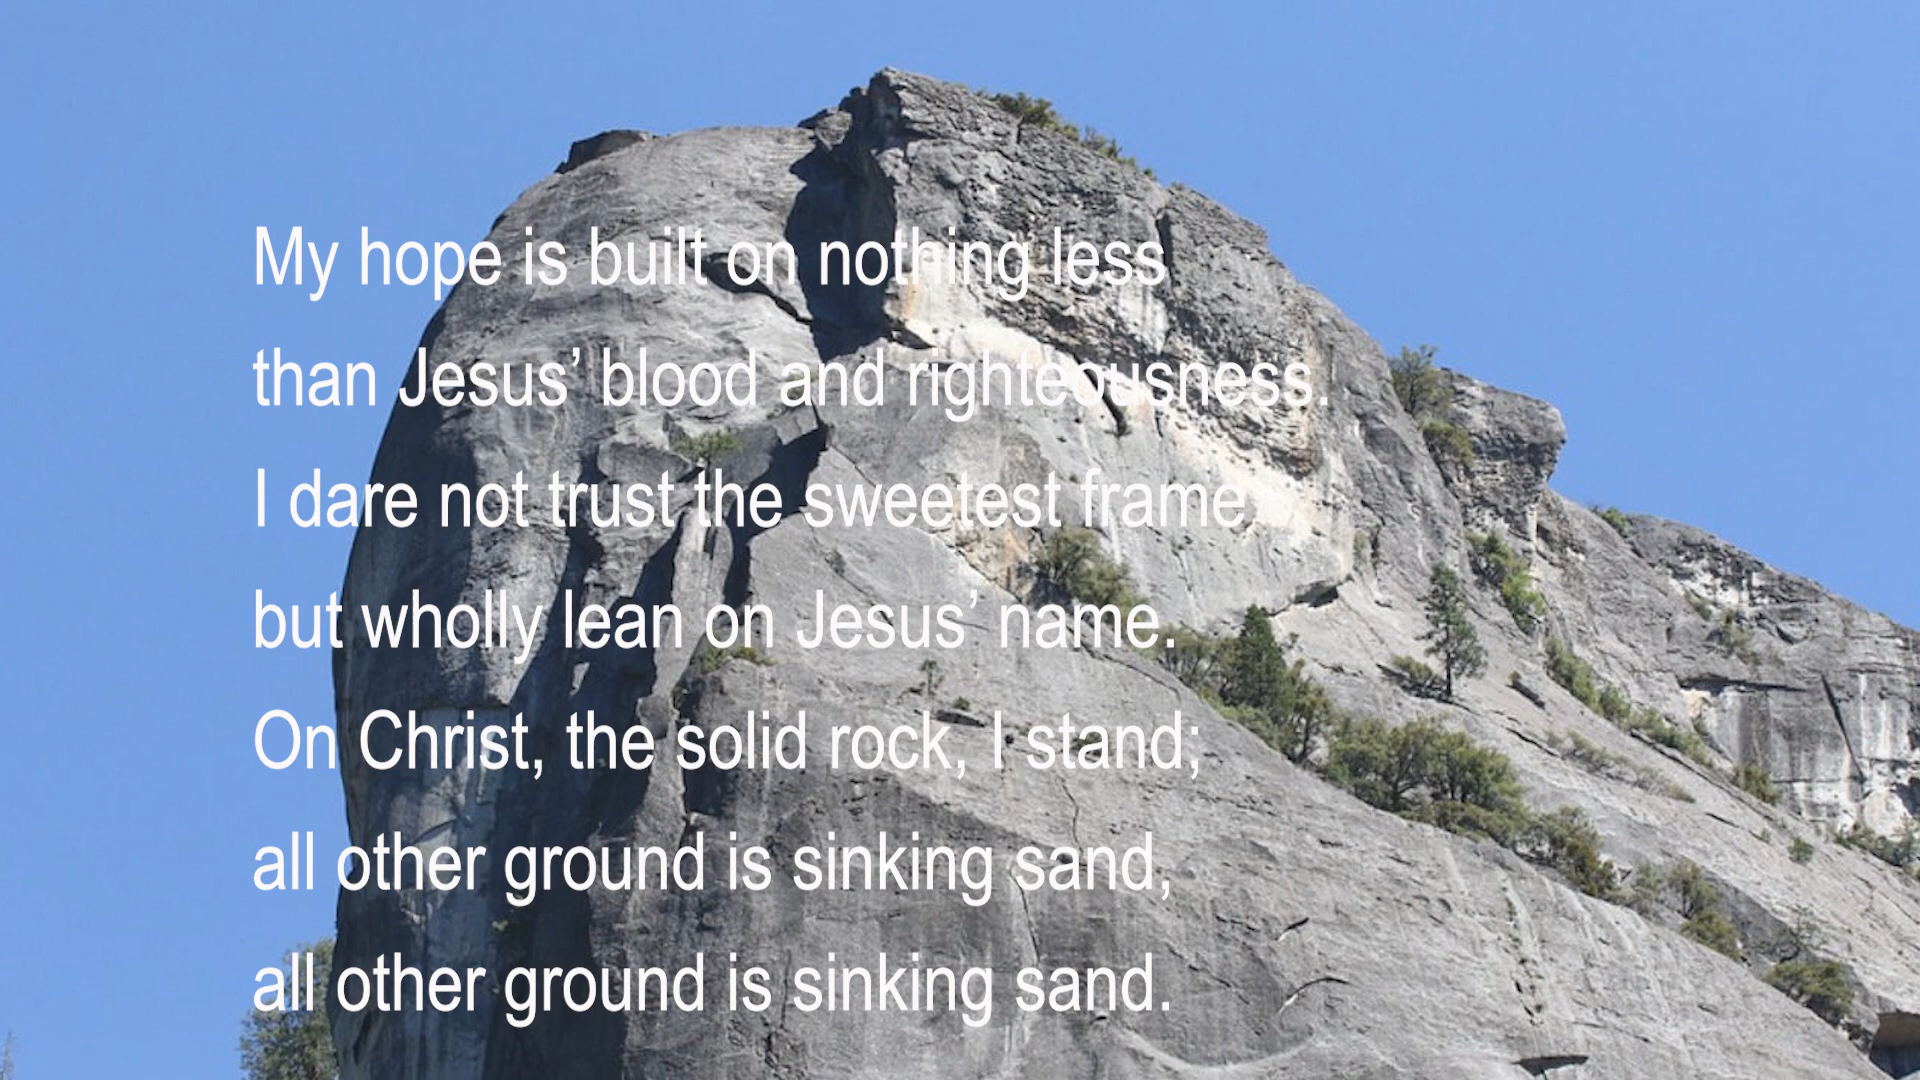 My hope is built on nothing less
than Jesus’ blood and righteousness.
I dare not trust the sweetest frame
but wholly lean on Jesus’ name.
On Christ, the solid rock, I stand;
all other ground is sinking sand,
all other ground is sinking sand.